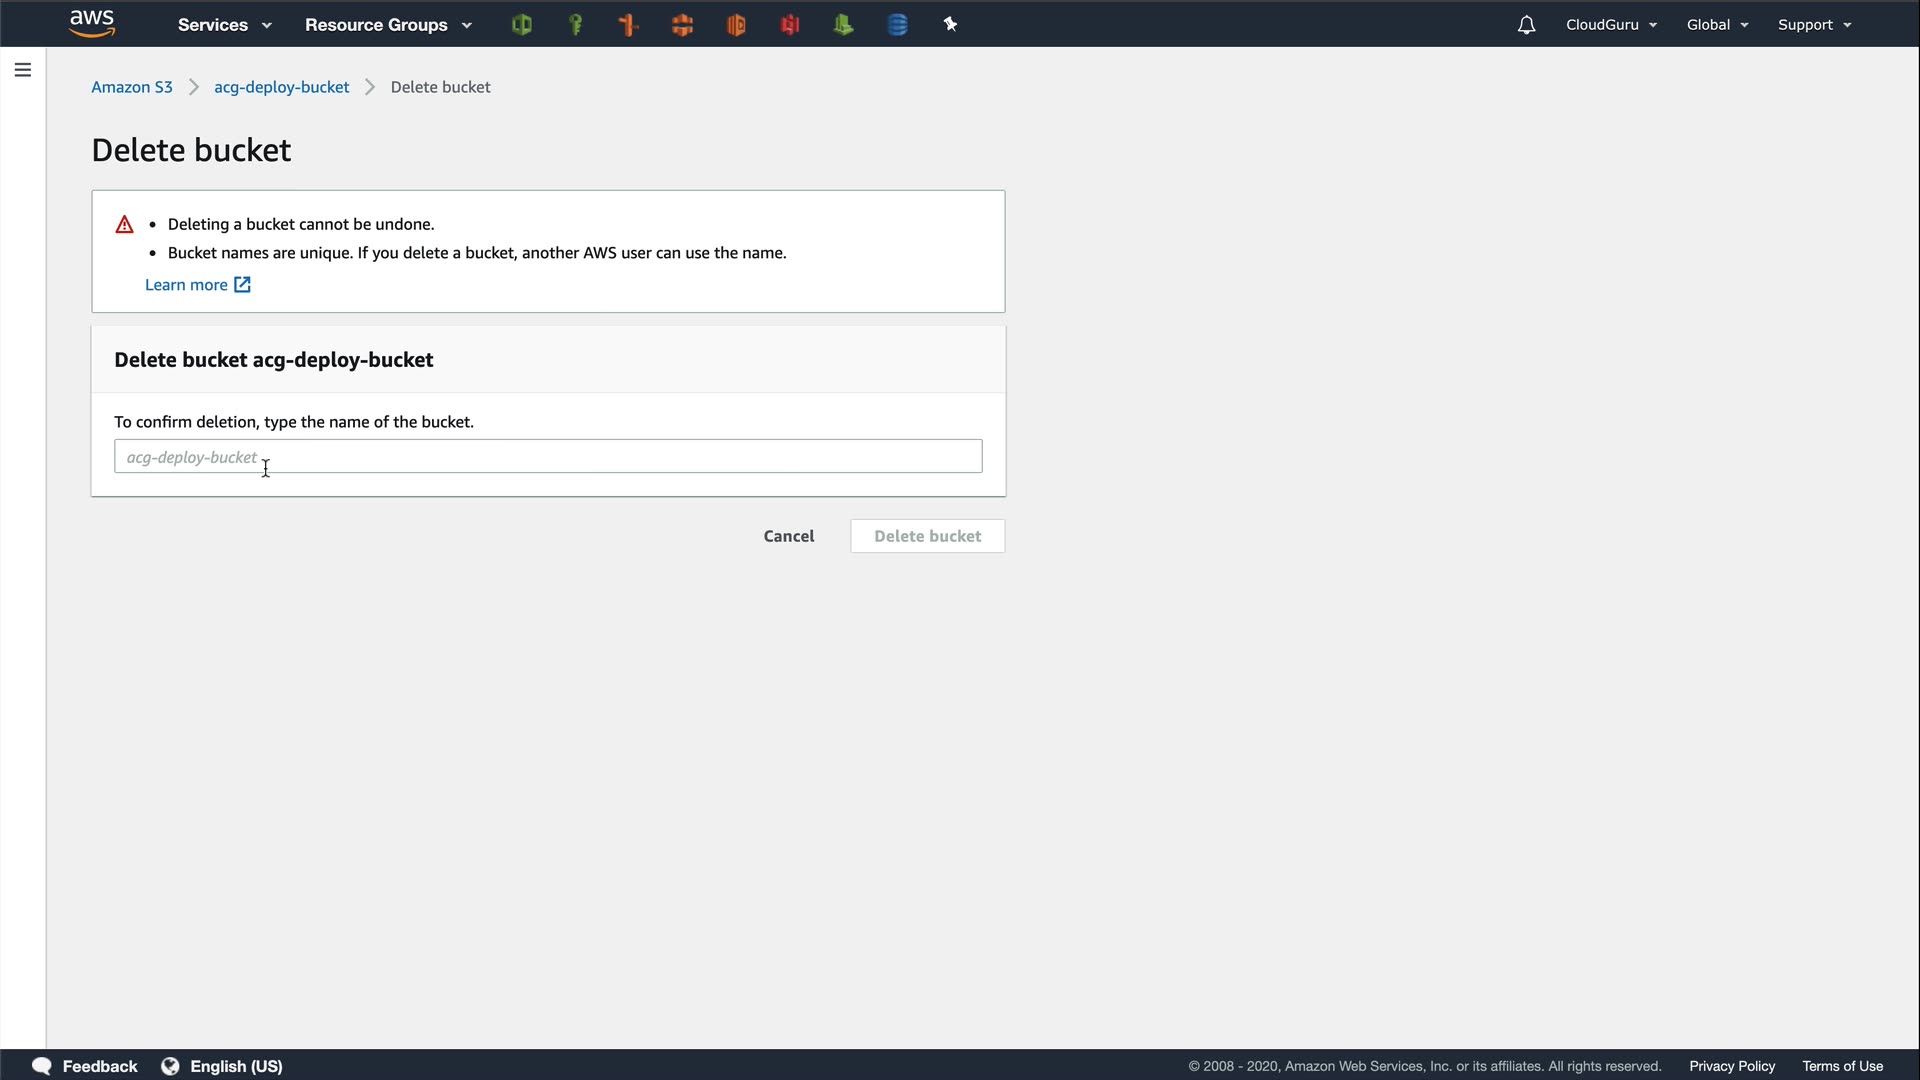 aws Services Resource Groups CloudGuru Global Support
Amazon S3 acg-deploy-bucket Delete bucket
Delete bucket
Deleting a bucket cannot be undone.
Bucket names are unique. If you delete a bucket, another AWS user can use the name.
Learn more
Delete bucket acg-deploy-bucket
To confirm deletion, type the name of the bucket.
acg-deploy-bucket
Cancel Delete bucket
Feedback English (US) © 2008 - 2020, Amazon Web Services, Inc. or its affiliates. All rights reserved. Privacy Policy Terms of Use